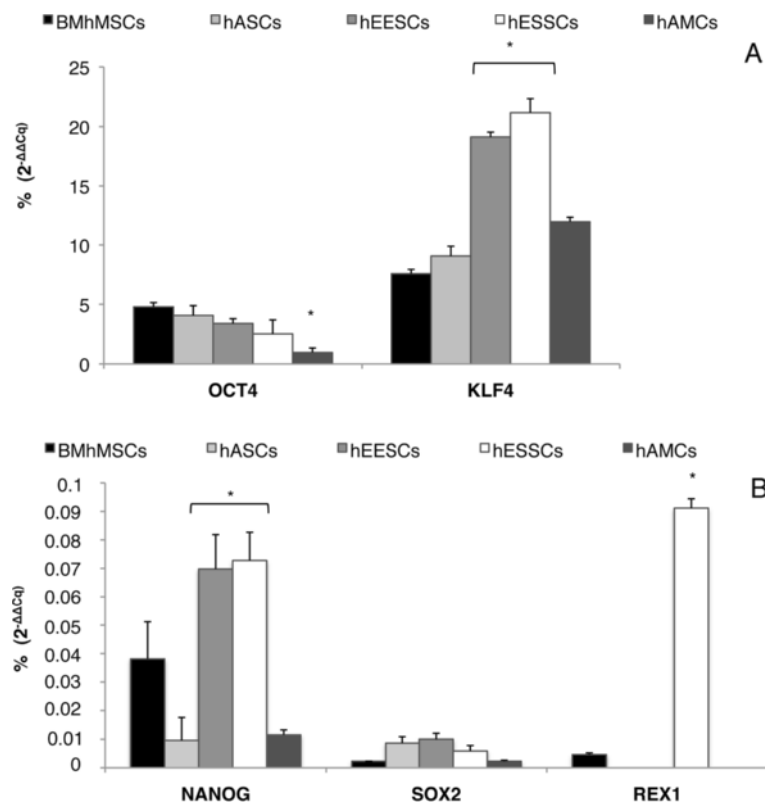 BMhMSCs hASCs hEESCs hESSCs hAMCs
A
*
25
20
15
10
5
0
% (2-ΔΔCq)
*
OCT4 KLF4
BMhMSCs hASCs hEESCs hESSCs hAMCs
B
*
*
0.1
0.09
0.08
0.07
0.06
0.05
0.04
0.03
0.02
0.01
0
% (2-ΔΔCq)
NANOG SOX2 REX1